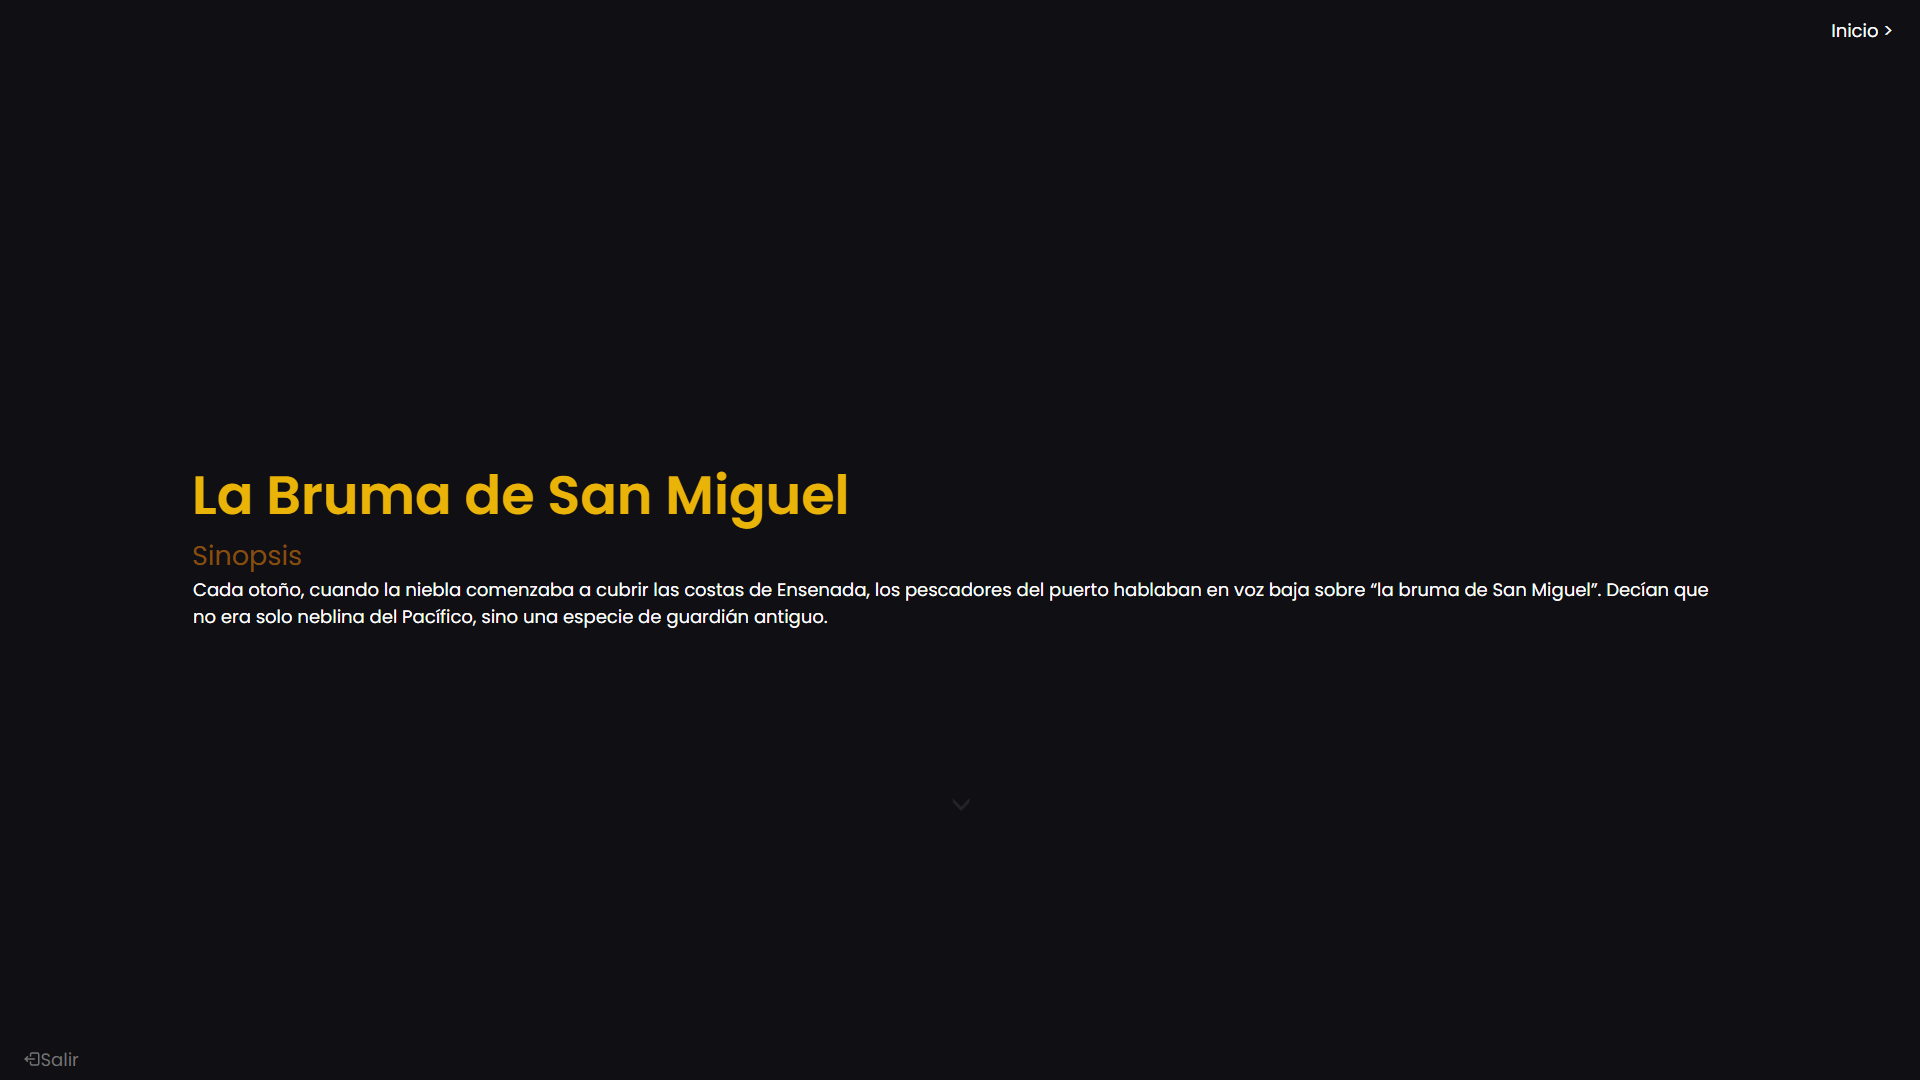 Inicio >
La Bruma de San Miguel
Sinopsis
Cada otoño, cuando la niebla comenzaba a cubrir las costas de Ensenada, los pescadores del puerto hablaban en voz baja sobre “la bruma de San Miguel”. Decían que
no era solo neblina del Pacífico, sino una especie de guardián antiguo.
Salir